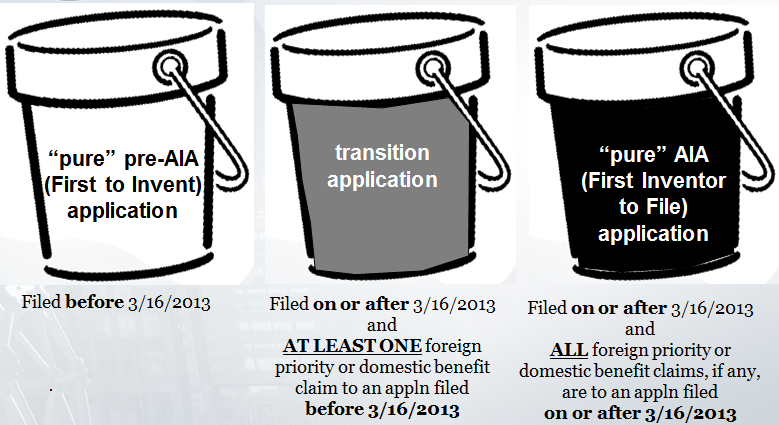 “pure” pre-AIA
(First to Invent)
application
Filed before 3/16/2013
.
transition
application
Filed on or after 3/16/2013
and
AT LEAST ONE foreign
priority or domestic benefit
claim to an appln filed
before 3/16/2013
“pure” AIA
(First Inventor
to File)
application
Filed on or after 3/16/2013
and
ALL foreign priority or
domestic benefit claims, if any,
are to an appln filed
on or after 3/16/2013